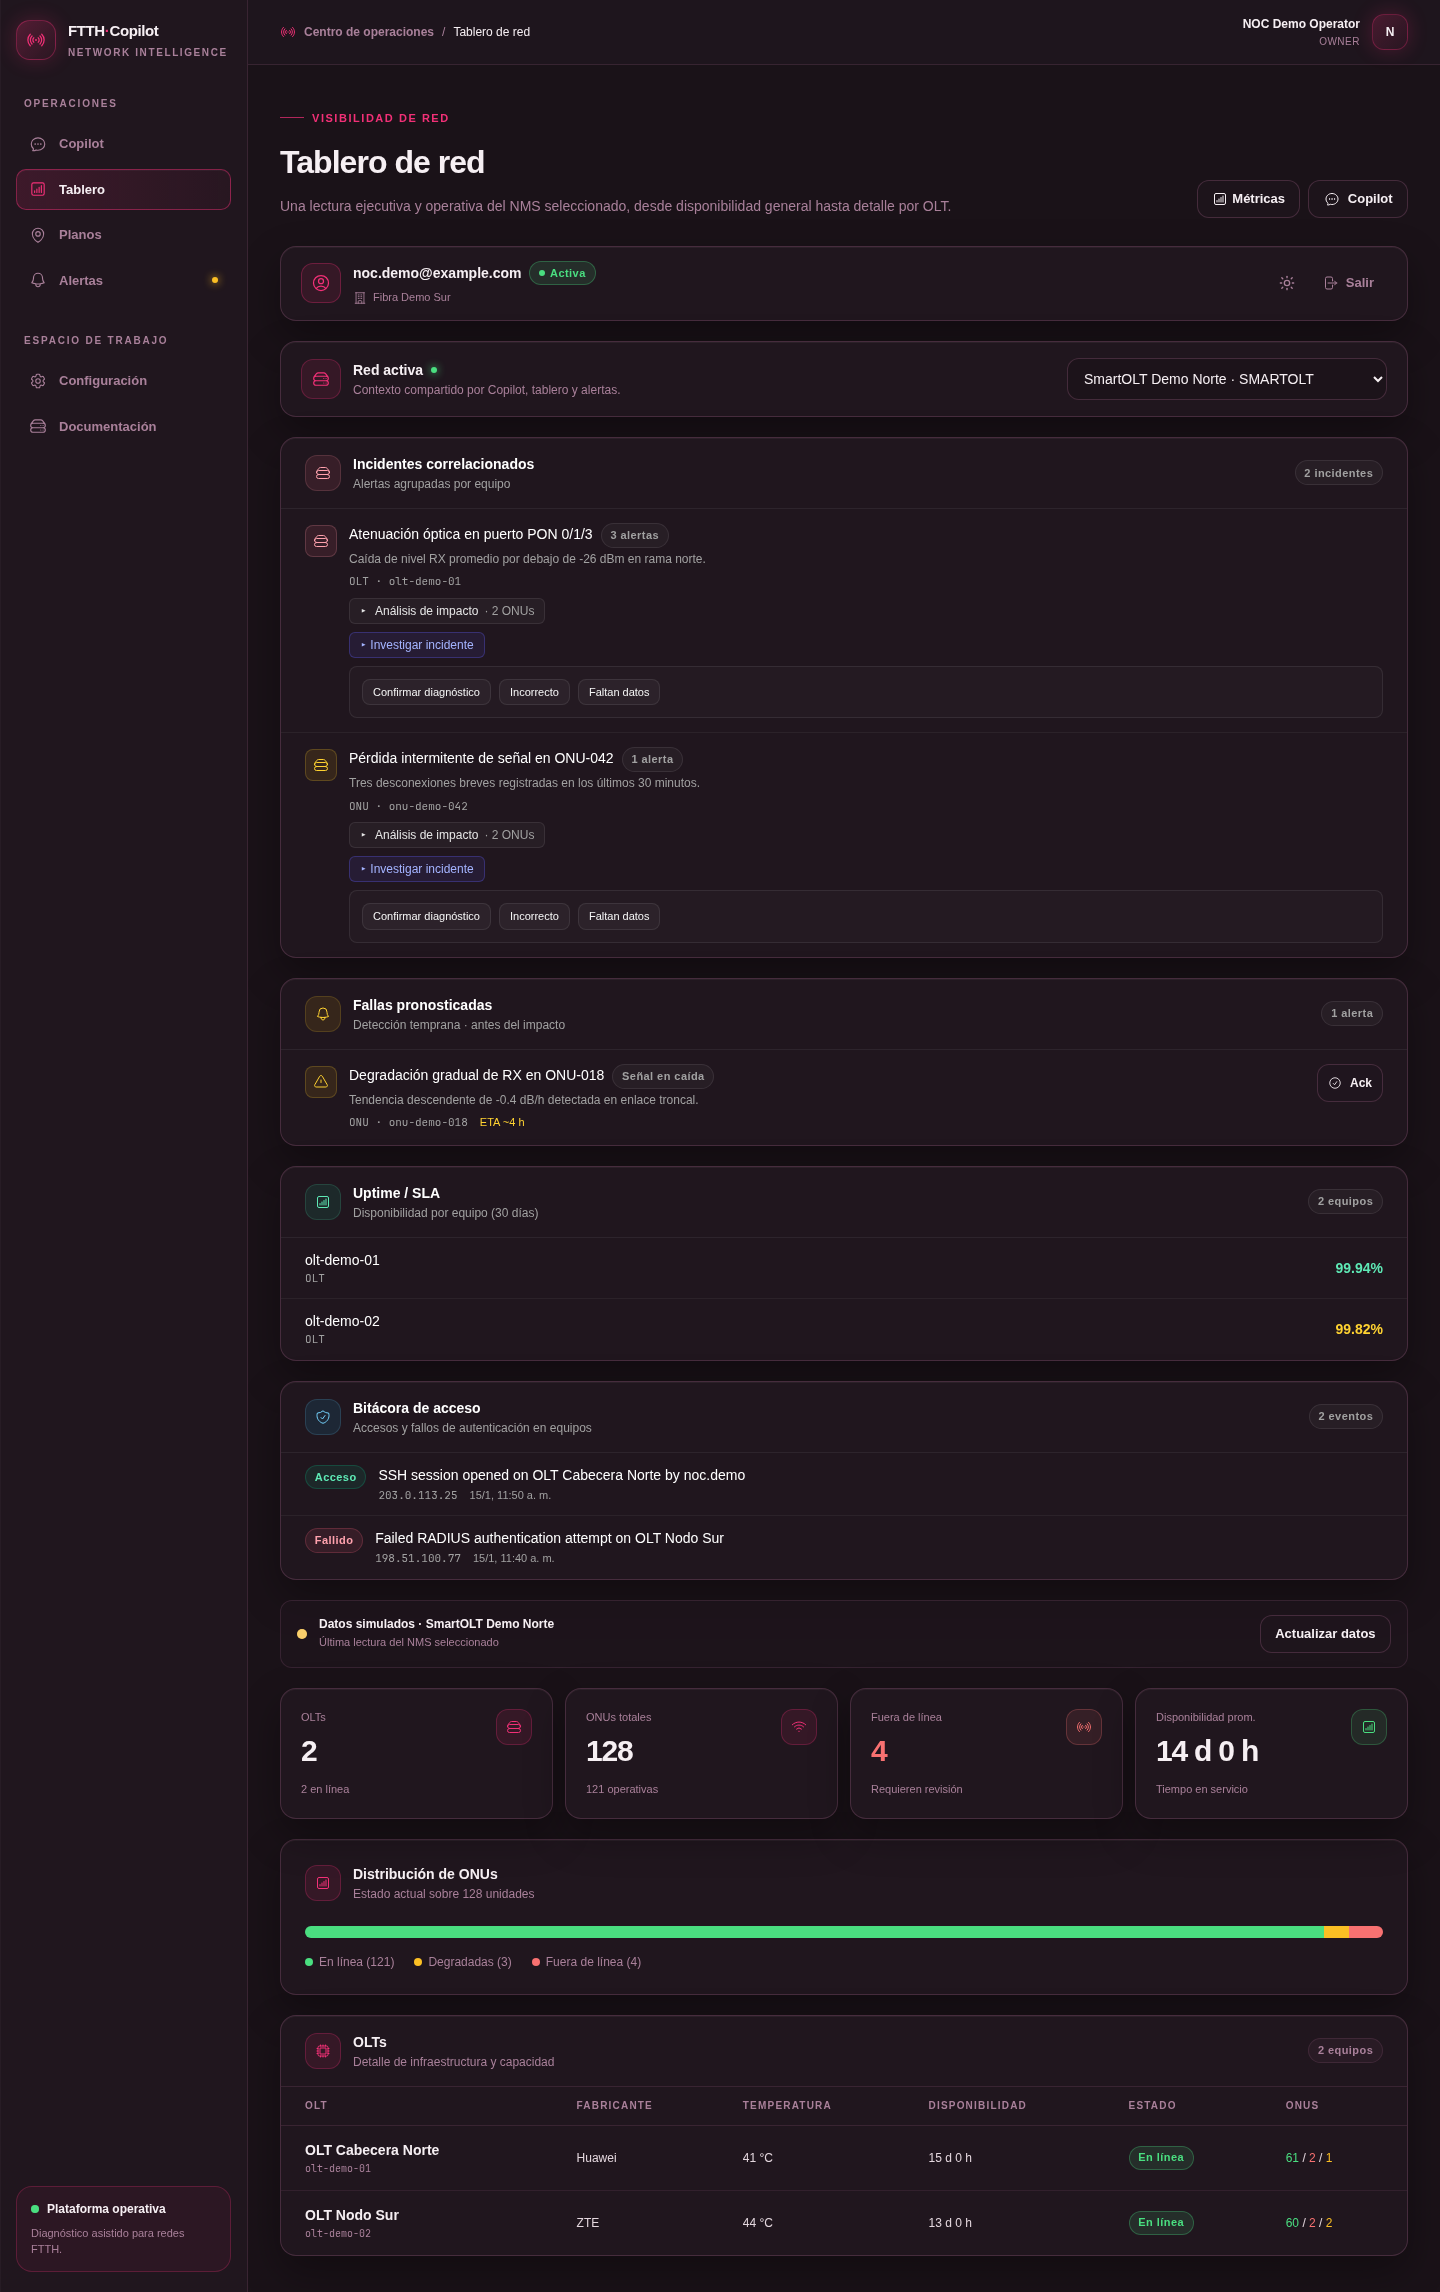 FTTH·Copilot
NETWORK INTELLIGENCE
OPERACIONES
Copilot
Tablero
Planos
Alertas
ESPACIO DE TRABAJO
Configuración
Documentación
Plataforma operativa
Diagnóstico asistido para redes
FTTH.
Centro de operaciones / Tablero de red
NOC Demo Operator
OWNER
N
VISIBILIDAD DE RED
Tablero de red
Una lectura ejecutiva y operativa del NMS seleccionado, desde disponibilidad general hasta detalle por OLT.
Métricas
Copilot
noc.demo@example.com Activa
Fibra Demo Sur
Salir
Red activa
Contexto compartido por Copilot, tablero y alertas.
SmartOLT Demo Norte · SMARTOLT
Incidentes correlacionados
Alertas agrupadas por equipo
2 incidentes
Atenuación óptica en puerto PON 0/1/3 3 alertas
Caída de nivel RX promedio por debajo de -26 dBm en rama norte.
OLT · olt-demo-01
‣ Análisis de impacto · 2 ONUs
‣ Investigar incidente
Confirmar diagnóstico Incorrecto Faltan datos
Pérdida intermitente de señal en ONU-042 1 alerta
Tres desconexiones breves registradas en los últimos 30 minutos.
ONU · onu-demo-042
‣ Análisis de impacto · 2 ONUs
‣ Investigar incidente
Confirmar diagnóstico Incorrecto Faltan datos
Fallas pronosticadas
Detección temprana · antes del impacto
1 alerta
Degradación gradual de RX en ONU-018 Señal en caída
Tendencia descendente de -0.4 dB/h detectada en enlace troncal.
ONU · onu-demo-018 ETA ~4 h
Ack
Uptime / SLA
Disponibilidad por equipo (30 días)
2 equipos
olt-demo-01
OLT
99.94%
olt-demo-02
OLT
99.82%
Bitácora de acceso
Accesos y fallos de autenticación en equipos
2 eventos
Acceso SSH session opened on OLT Cabecera Norte by noc.demo
203.0.113.25 15/1, 11:50 a. m.
Fallido Failed RADIUS authentication attempt on OLT Nodo Sur
198.51.100.77 15/1, 11:40 a. m.
Datos simulados · SmartOLT Demo Norte
Última lectura del NMS seleccionado
Actualizar datos
OLTs
2
2 en línea
ONUs totales
128
121 operativas
Fuera de línea
4
Requieren revisión
Disponibilidad prom.
14 d 0 h
Tiempo en servicio
Distribución de ONUs
Estado actual sobre 128 unidades
En línea (121) Degradadas (3) Fuera de línea (4)
OLTs
Detalle de infraestructura y capacidad
2 equipos
OLT FABRICANTE TEMPERATURA DISPONIBILIDAD ESTADO ONUS
OLT Cabecera Norte Huawei 41 °C 15 d 0 h En línea 61 / 2 / 1
olt-demo-01
OLT Nodo Sur ZTE 44 °C 13 d 0 h En línea 60 / 2 / 2
olt-demo-02